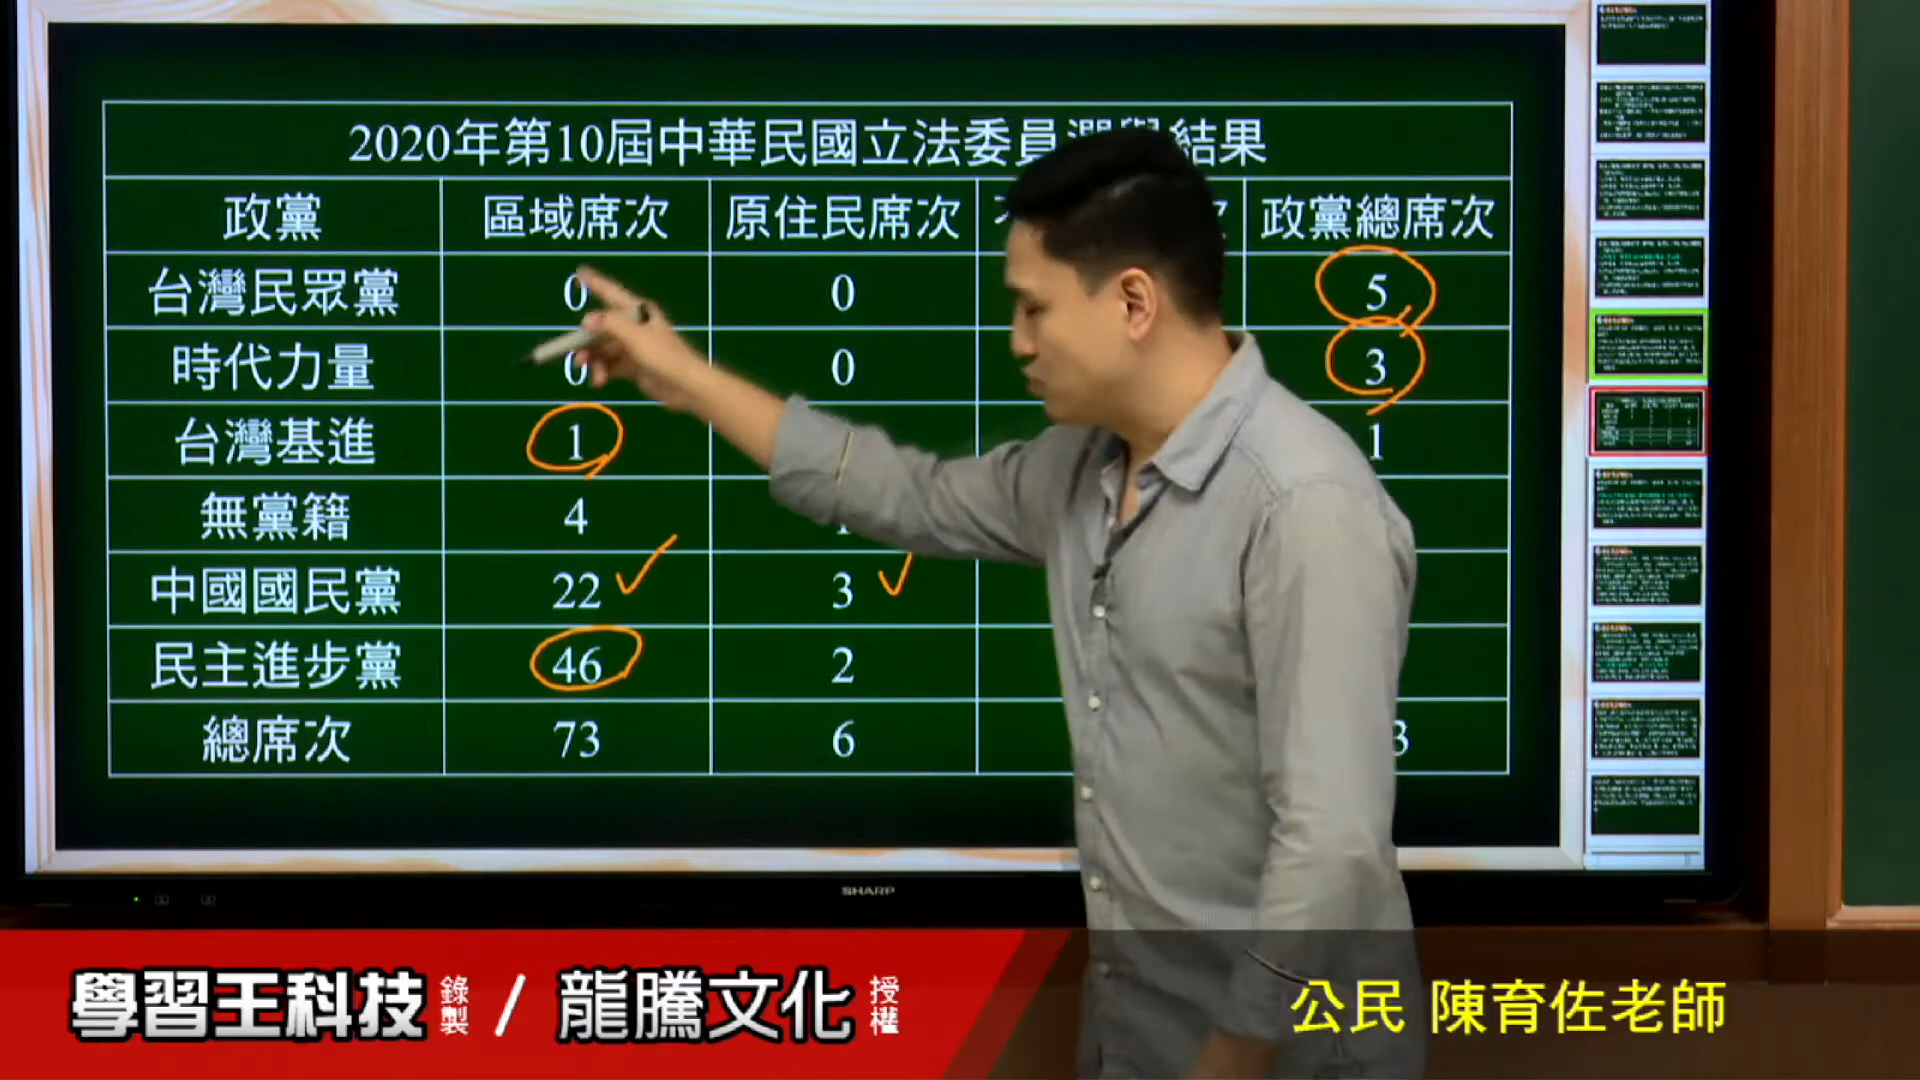 2020年第10屆中華民國立法委員選舉結果
政黨 區域席次 原住民席次 政黨總席次
台灣民眾黨 0 0 5
時代力量 0 0 3
台灣基進 1 1
無黨籍 4
中國國民黨 22 3
民主進步黨 46 2
總席次 73 6 3
SHARP
學習王科技 錄製 / 龍騰文化 授權
公民 陳育佐老師